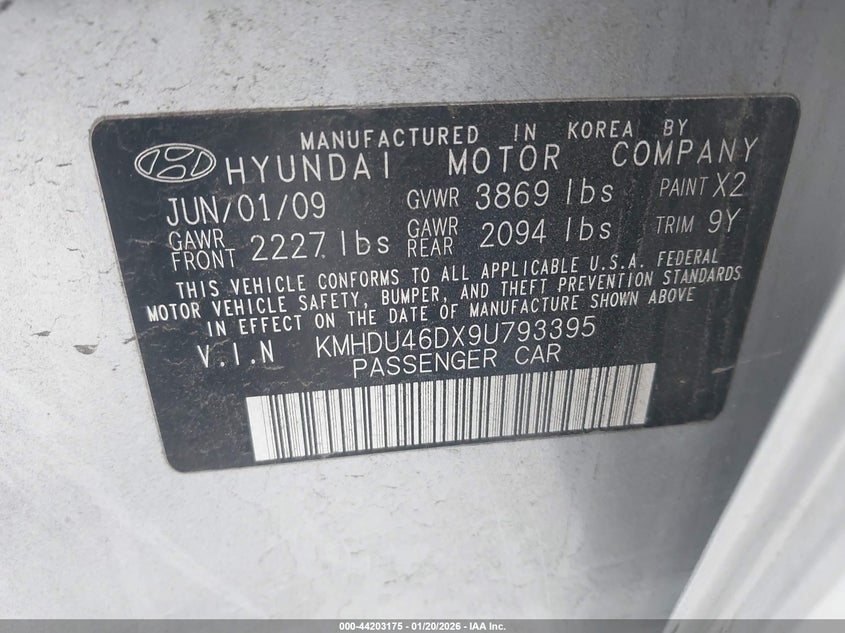 MANUFACTURED IN KOREA BY
HYUNDAI MOTOR COMPANY
JUN/01/09 GVWR 3869 lbs PAINT X2
GAWR FRONT 2227 lbs GAWR REAR 2094 lbs TRIM 9Y
THIS VEHICLE CONFORMS TO ALL APPLICABLE U.S.A. FEDERAL
MOTOR VEHICLE SAFETY, BUMPER, AND THEFT PREVENTION STANDARDS
IN EFFECT ON THE DATE OF MANUFACTURE SHOWN ABOVE
V.I.N KMHDU46DX9U793395
PASSENGER CAR
000-44203175 - 01/20/2026 - IAA Inc.